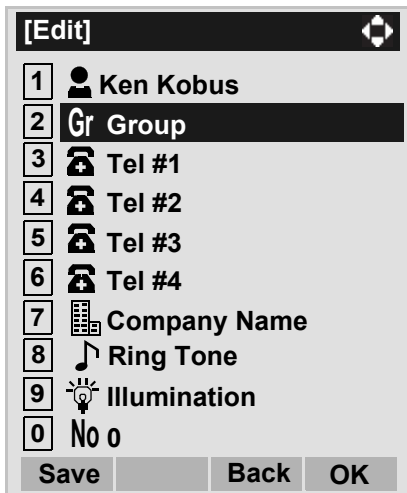 [Edit]
1 Ken Kobus
2 Gr Group
3 Tel #1
4 Tel #2
5 Tel #3
6 Tel #4
7 Company Name
8 Ring Tone
9 Illumination
0 No o
Save Back OK